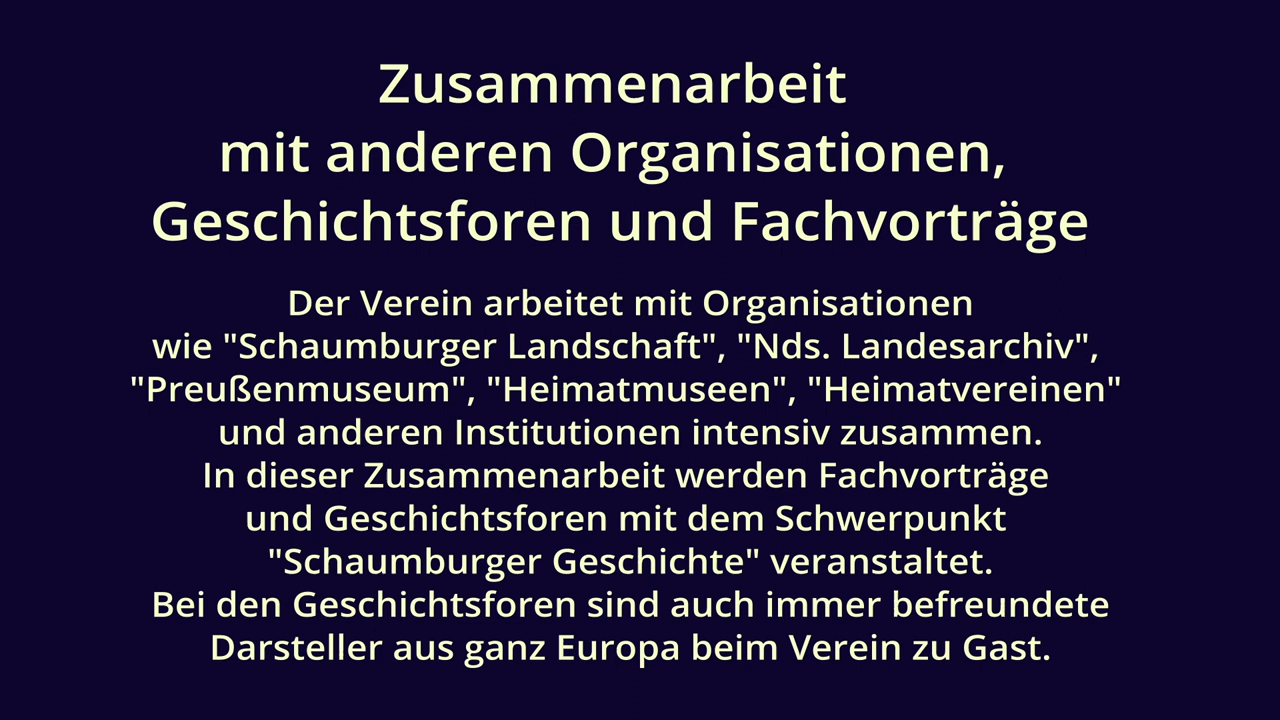 Zusammenarbeit
mit anderen Organisationen,
Geschichtsforen und Fachvorträge
Der Verein arbeitet mit Organisationen
wie "Schaumburger Landschaft", "Nds. Landesarchiv",
"Preußenmuseum", "Heimatmuseen", "Heimatvereinen"
und anderen Institutionen intensiv zusammen.
In dieser Zusammenarbeit werden Fachvorträge
und Geschichtsforen mit dem Schwerpunkt
"Schaumburger Geschichte" veranstaltet.
Bei den Geschichtsforen sind auch immer befreundete
Darsteller aus ganz Europa beim Verein zu Gast.